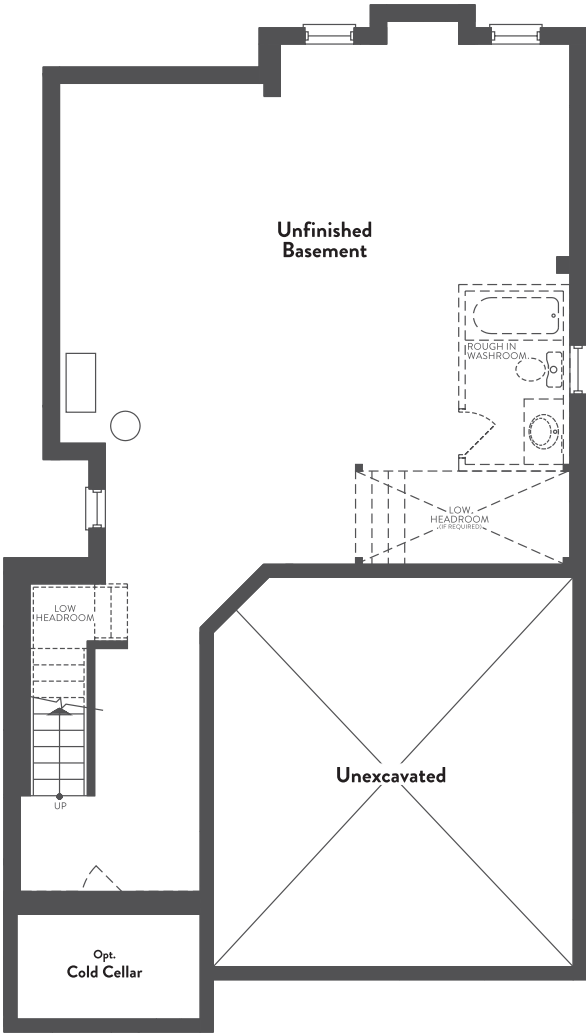 Unfinished
Basement
ROUGH IN
WASHROOM
LOW
HEADROOM
(IF REQUIRED)
LOW
HEADROOM
UP
Unexcavated
Opt.
Cold Cellar